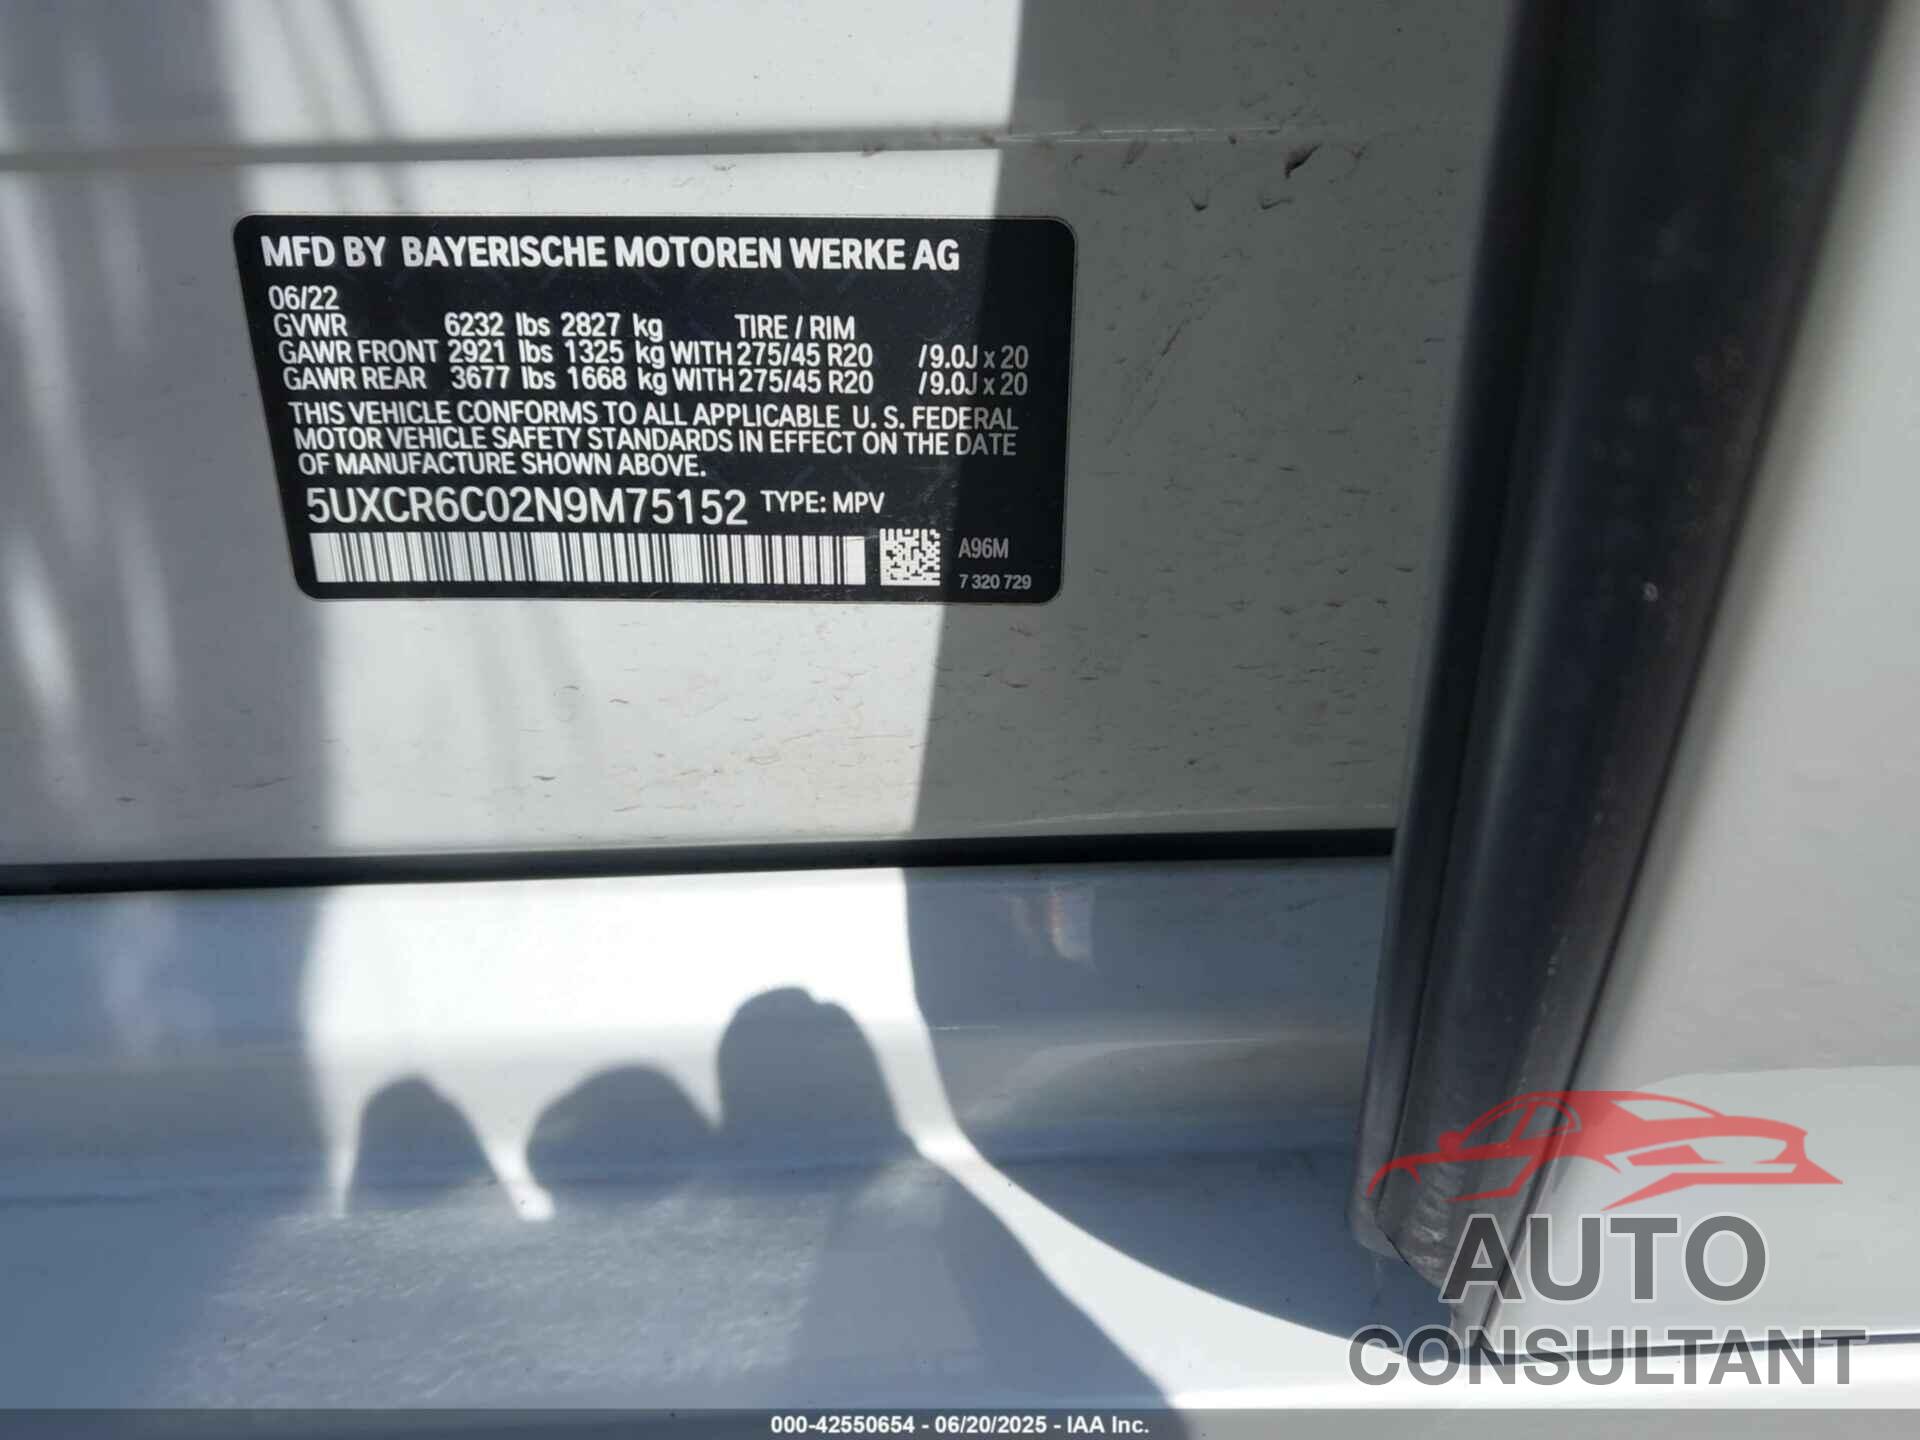 MFD BY BAYERISCHE MOTOREN WERKE AG
06/22
GVWR 6232 lbs 2827 kg TIRE / RIM
GAWR FRONT 2921 lbs 1325 kg WITH 275/45 R20 / 9.0J x 20
GAWR REAR 3677 lbs 1668 kg WITH 275/45 R20 / 9.0J x 20
THIS VEHICLE CONFORMS TO ALL APPLICABLE U. S. FEDERAL
MOTOR VEHICLE SAFETY STANDARDS IN EFFECT ON THE DATE
OF MANUFACTURE SHOWN ABOVE.
5UXCR6C02N9M75152 TYPE: MPV
A96M
7 320 729
AUTO
CONSULTANT
000-42550654 - 06/20/2025 - IAA Inc.